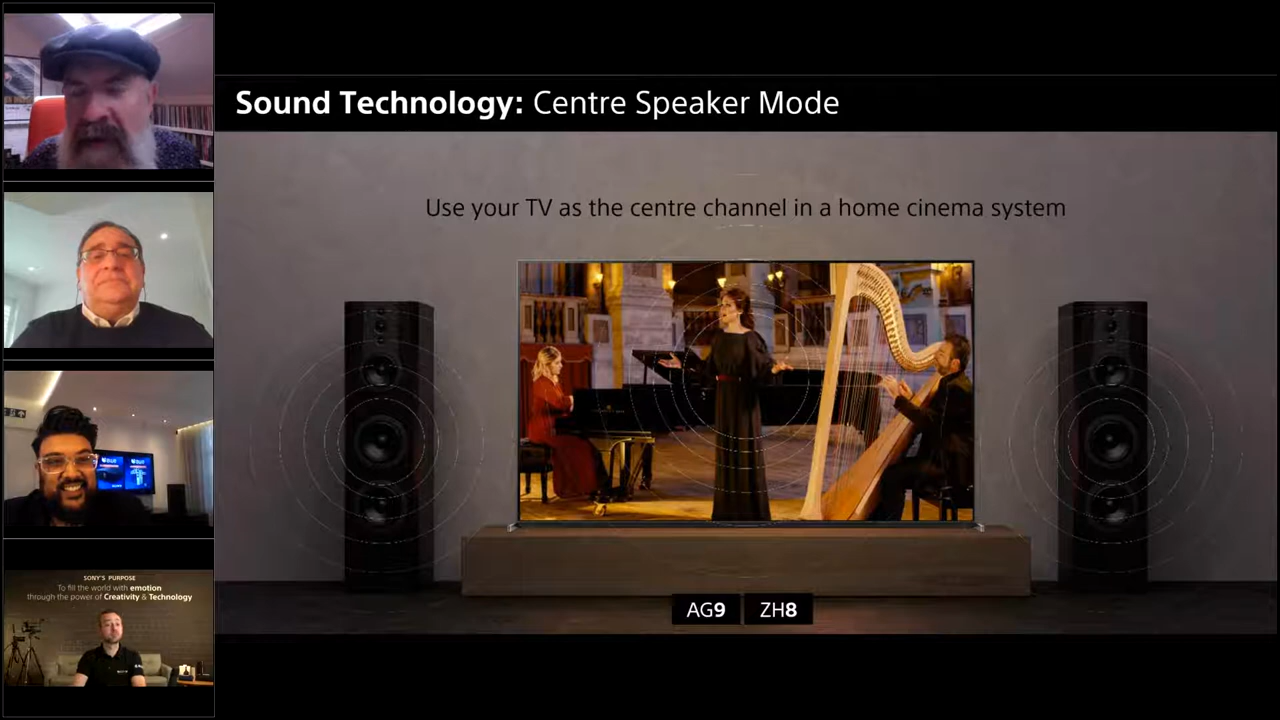 Sound Technology: Centre Speaker Mode
Use your TV as the centre channel in a home cinema system
AG9 ZH8
SONY'S PURPOSE
To fill the world with emotion
through the power of Creativity & Technology